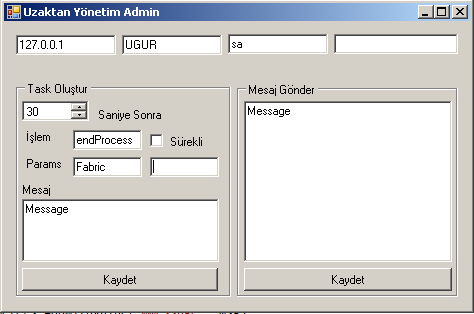 Uzaktan Yönetim Admin
127.0.0.1 UGUR sa
Task Oluştur
30 Saniye Sonra
İşlem endProcess Sürekli
Params Fabric
Mesaj
Message
Kaydet
Mesaj Gönder
Message
Kaydet